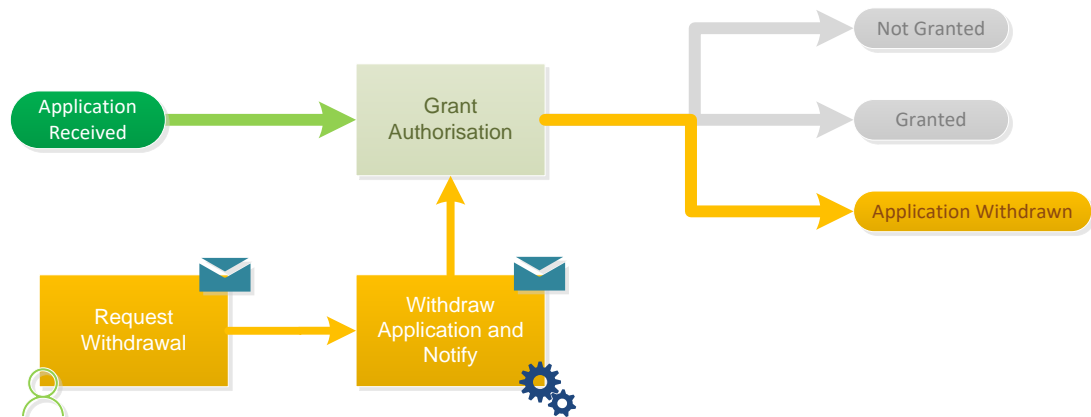 Not Granted
Application
Received
Grant
Authorisation
Granted
Application Withdrawn
Request
Withdrawal
Withdraw
Application and
Notify